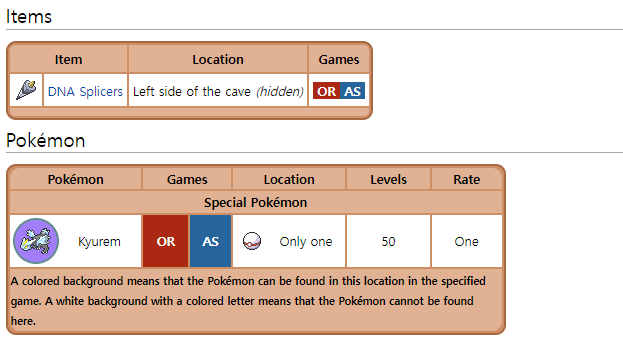 Items
Item Location Games
DNA Splicers Left side of the cave (hidden) OR AS
Pokémon
Pokémon Games Location Levels Rate
Special Pokémon
Kyurem OR AS Only one 50 One
A colored background means that the Pokémon can be found in this location in the specified
game. A white background with a colored letter means that the Pokémon cannot be found
here.